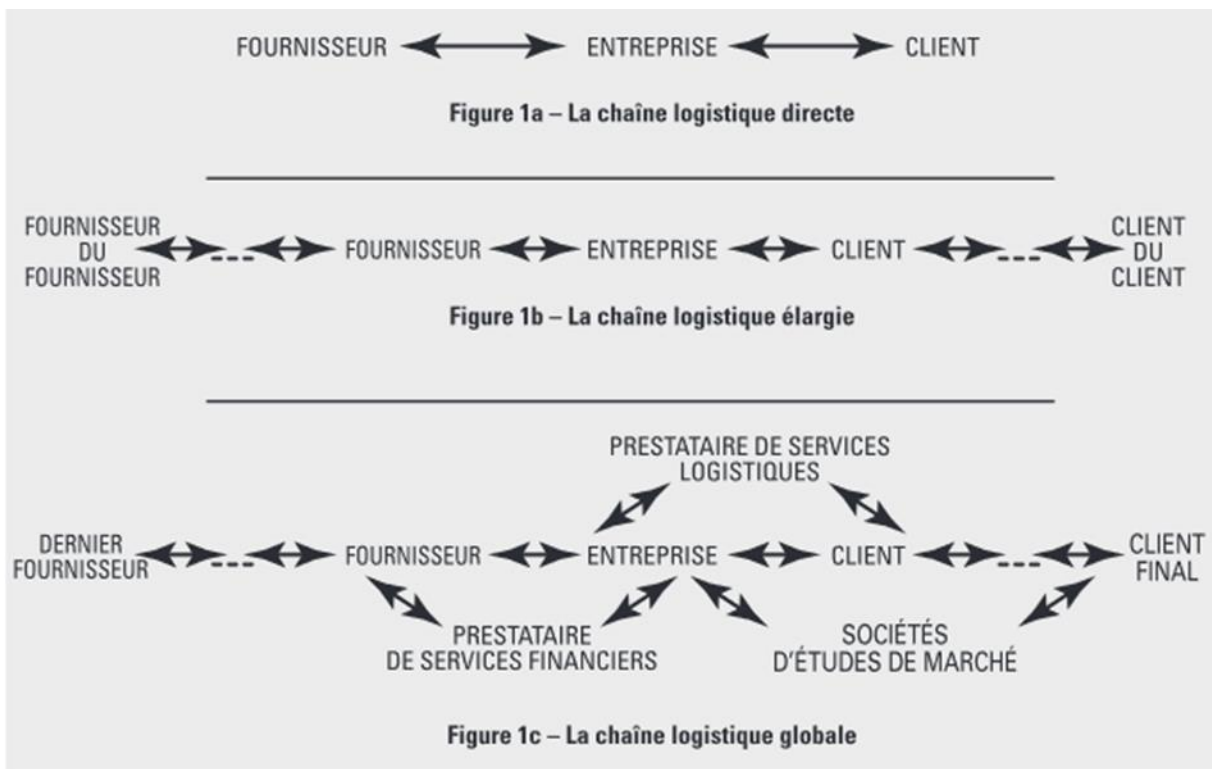 FOURNISSEUR ENTREPRISE CLIENT
Figure 1a – La chaîne logistique directe
FOURNISSEUR
DU
FOURNISSEUR
FOURNISSEUR ENTREPRISE CLIENT
CLIENT
DU
CLIENT
Figure 1b – La chaîne logistique élargie
PRESTATAIRE DE SERVICES
LOGISTIQUES
DERNIER
FOURNISSEUR
FOURNISSEUR ENTREPRISE CLIENT
CLIENT
FINAL
PRESTATAIRE
DE SERVICES FINANCIERS
SOCIÉTÉS
D'ÉTUDES DE MARCHÉ
Figure 1c – La chaîne logistique globale